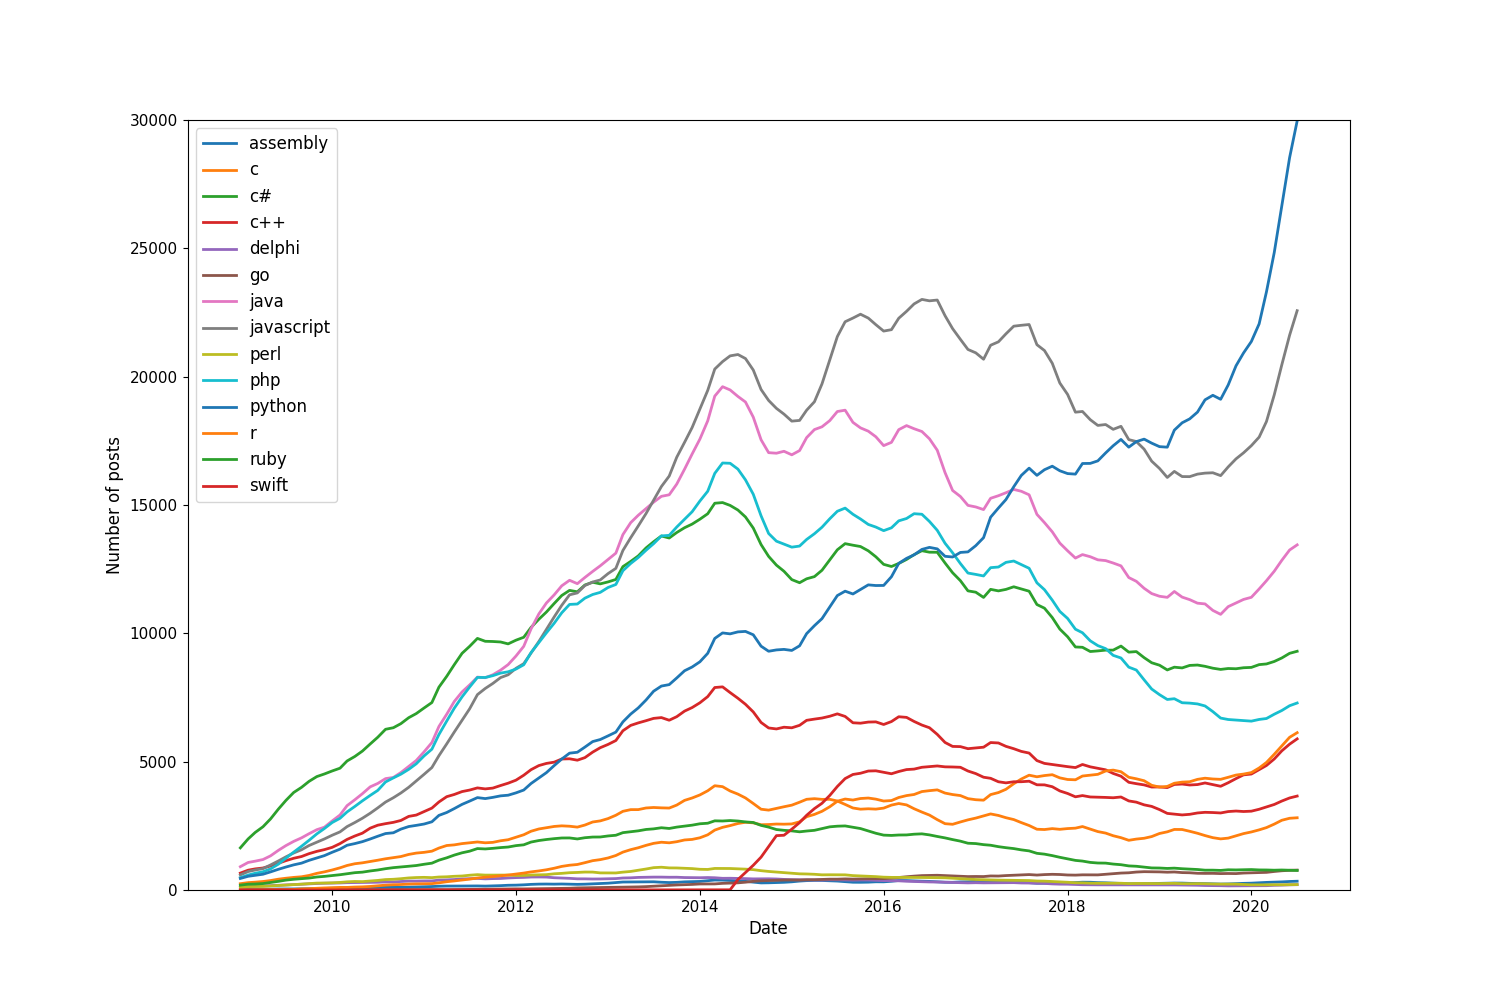 30000
25000
20000
15000
10000
5000
0
Number of posts
assembly
c
c#
c++
delphi
go
java
javascript
perl
php
python
r
ruby
swift
2010 2012 2014 2016 2018 2020
Date